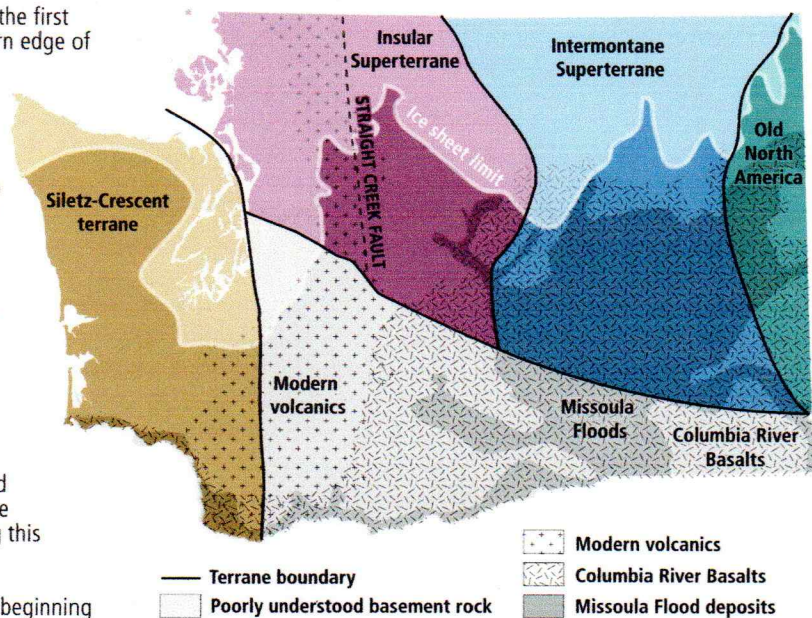 the first
rn edge of
Insular
Superterrane
Intermontane
Superterrane
STRAIGHT CREEK FAULT
Ice sheet limit
Old
North
America
Siletz-Crescent
terrane
Modern
volcanics
Missoula
Floods
Columbia River
Basalts
d
e
g this
beginning
Terrane boundary
Poorly understood basement rock
Modern volcanics
Columbia River Basalts
Missoula Flood deposits